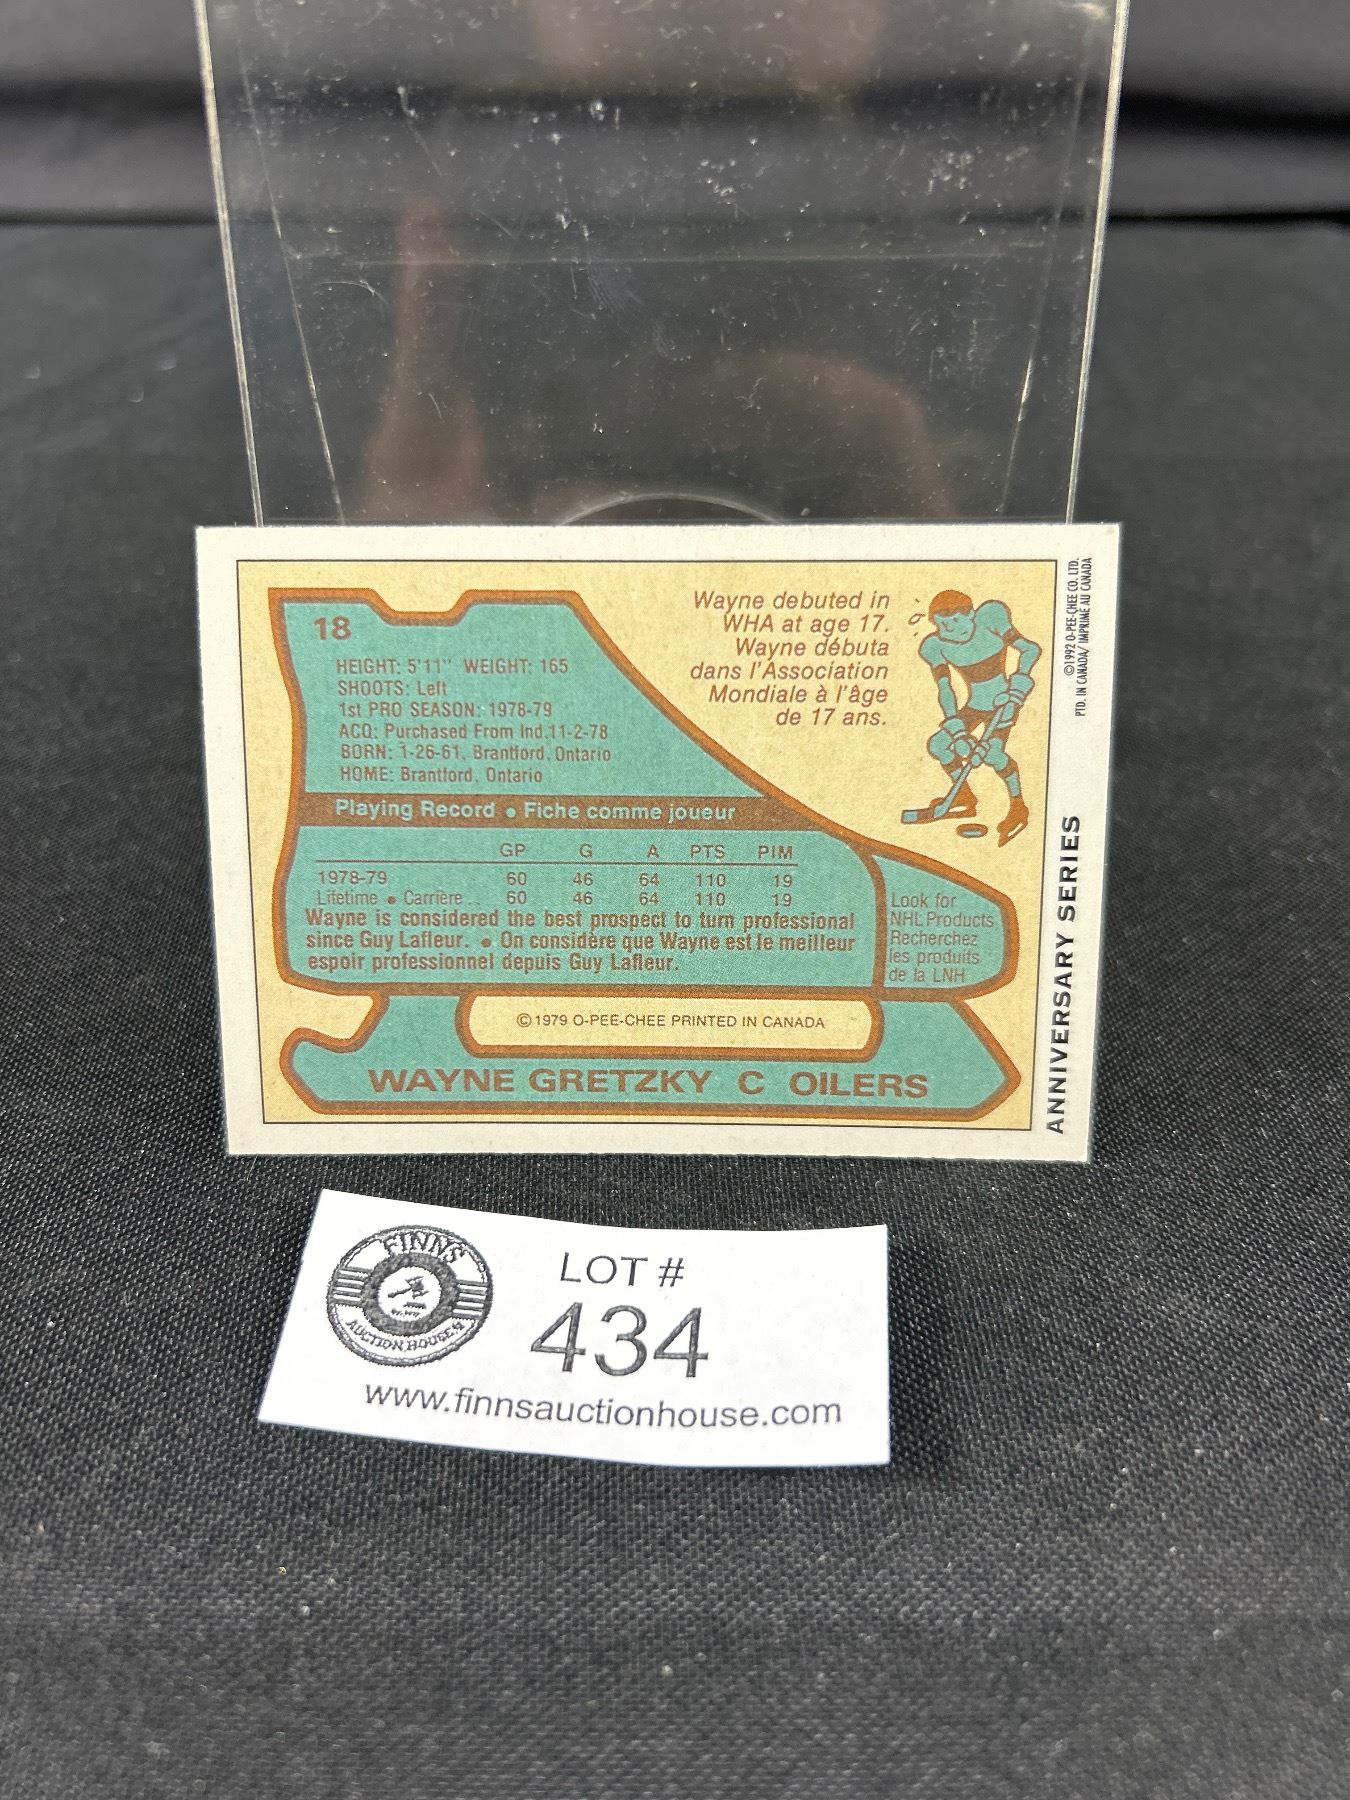 18
HEIGHT: 5'11" WEIGHT: 165
SHOOTS: Left
1st PRO SEASON: 1978-79
ACQ: Purchased From Ind.11-2-78
BORN: 1-26-61, Brantford, Ontario
HOME: Brantford, Ontario
Wayne debuted in
WHA at age 17.
Wayne débuta
dans l'Association
Mondiale à l'âge
de 17 ans.
Playing Record • Fiche comme joueur
GP G A PTS PIM
1978-79 60 46 64 110 19
Lifetime • Carrière .. 60 46 64 110 19
Wayne is considered the best prospect to turn professional
since Guy Lafleur. • On considère que Wayne est le meilleur
espoir professionnel depuis Guy Lafleur.
Look for
NHL Products
Recherchez
les produits
de la LNH
©1979 O-PEE-CHEE PRINTED IN CANADA
WAYNE GRETZKY C OILERS
©1992 O-PEE-CHEE CO. LTD.
PTD. IN CANADA/ IMPRIMÉ AU CANADA
ANNIVERSARY SERIES
FINNS
AUCTION HOUSE
LOT #
434
www.finnsauctionhouse.com